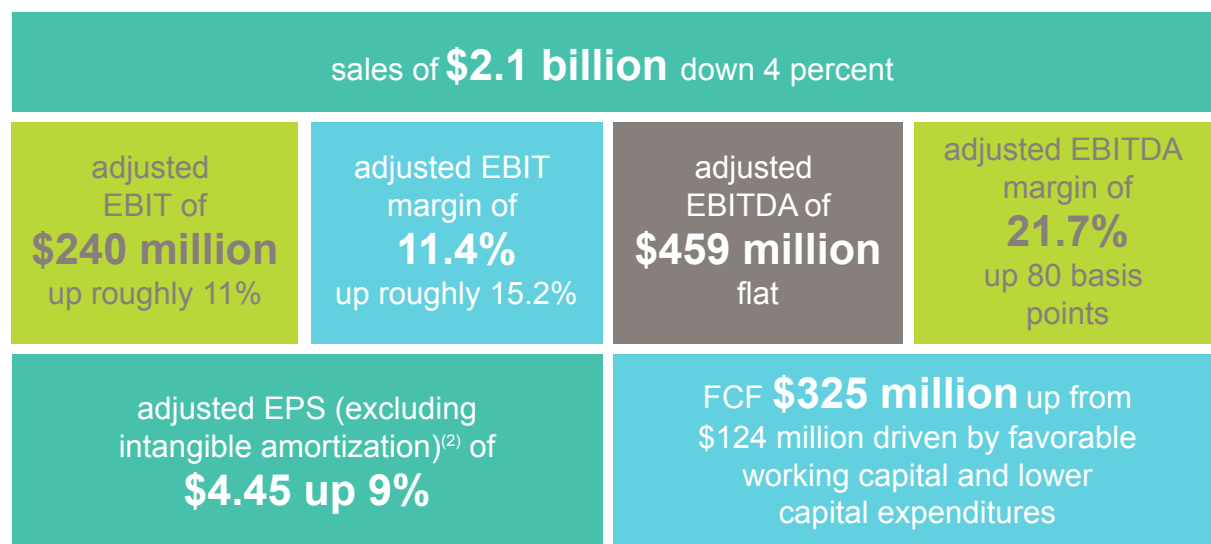 sales of $2.1 billion down 4 percent
adjusted
EBIT of
$240 million
up roughly 11%
adjusted EBIT
margin of
11.4%
up roughly 15.2%
adjusted
EBITDA of
$459 million
flat
adjusted EBITDA
margin of
21.7%
up 80 basis
points
adjusted EPS (excluding
intangible amortization)(2) of
$4.45 up 9%
FCF $325 million up from
$124 million driven by favorable
working capital and lower
capital expenditures